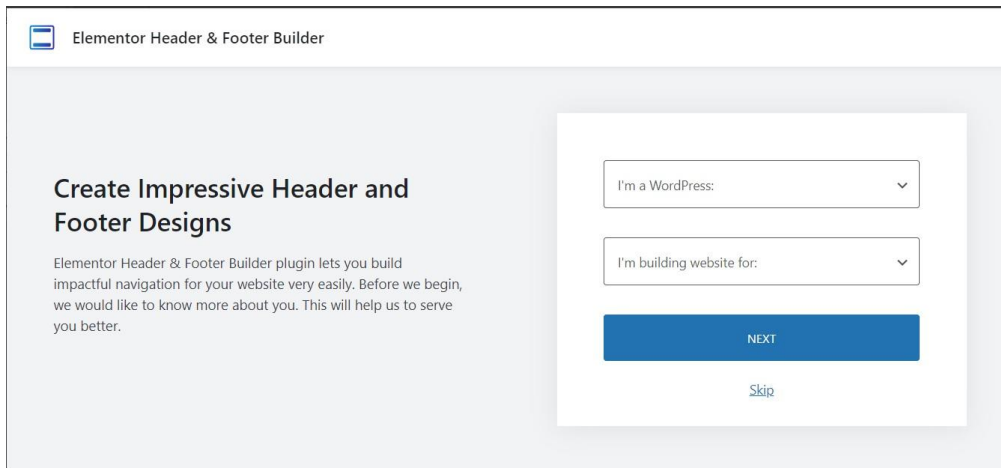 Elementor Header & Footer Builder
Create Impressive Header and
Footer Designs
Elementor Header & Footer Builder plugin lets you build
impactful navigation for your website very easily. Before we begin,
we would like to know more about you. This will help us to serve
you better.
I'm a WordPress:
I'm building website for:
NEXT
Skip